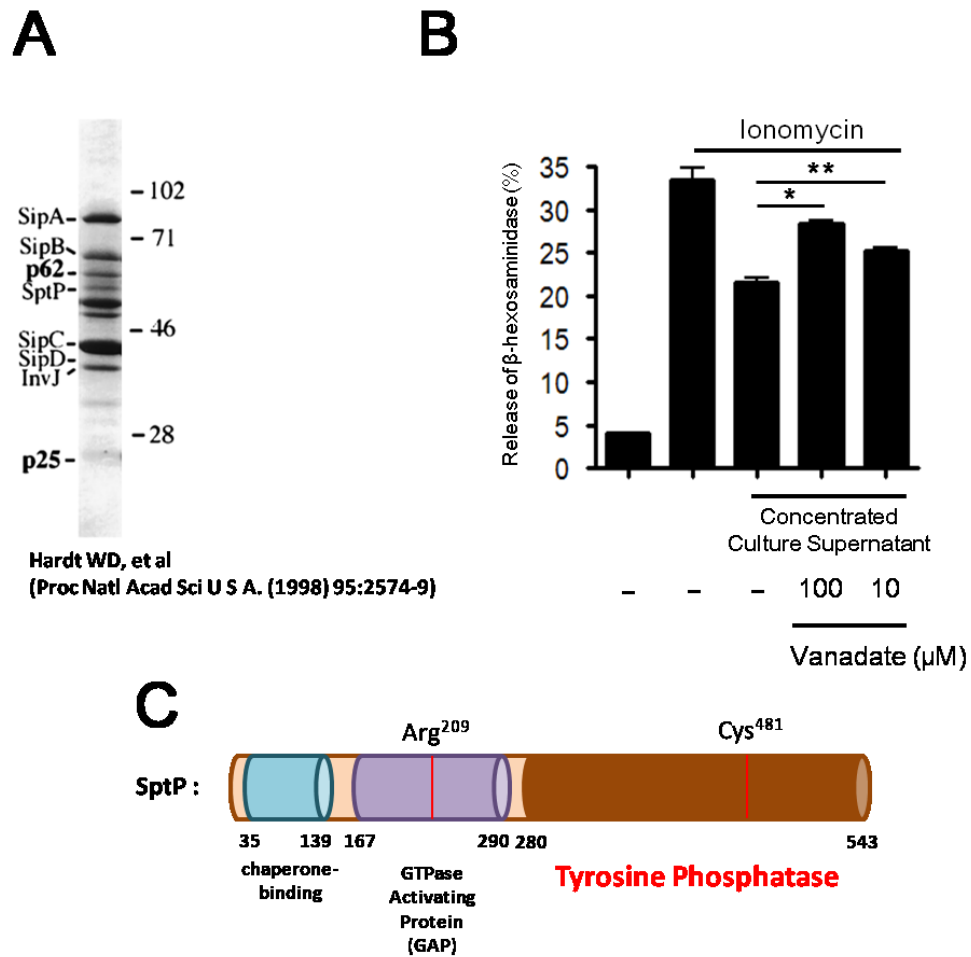 A
SipA-
SipB
p62
SptP-
SipC
SipD
InvJ
p25-
-102
-71
-46
-28
Hardt WD, et al
(Proc Natl Acad Sci U S A. (1998) 95:2574-9)
B
Ionomycin
Release of β-hexosaminidase (%)
35
30
25
20
15
10
5
0
**
*
Concentrated
Culture Supernatant
- - - 100 10
Vanadate (μM)
C
Arg209
Cys481
SptP :
35 139 167 290 280 543
chaperone-
binding
GTPase
Activating
Protein
(GAP)
Tyrosine Phosphatase